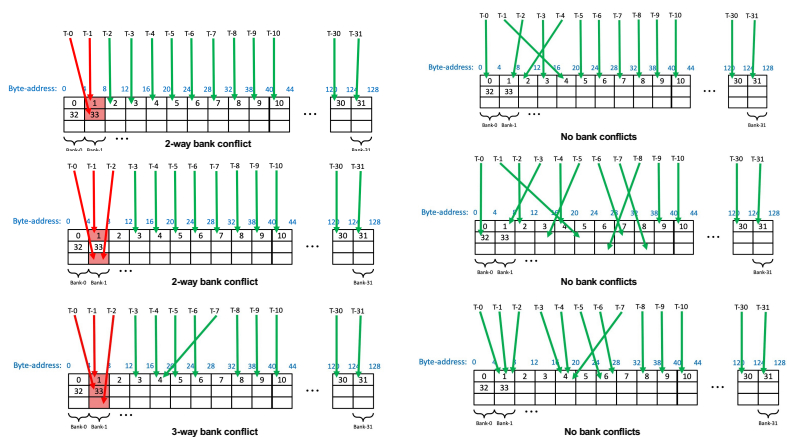 T-0 T-1 T-2 T-3 T-4 T-5 T-6 T-7 T-8 T-9 T-10 T-30 T-31
Byte-address: 0 4 8 12 16 20 24 28 32 38 40 44 120 124 128
0 1 2 3 4 5 6 7 8 9 10 30 31
32 33
...
Bank-0 Bank-1 ... Bank-31
2-way bank conflict
T-0 T-1 T-2 T-3 T-4 T-5 T-6 T-7 T-8 T-9 T-10 T-30 T-31
Byte-address: 0 4 8 12 16 20 24 28 32 38 40 44 120 124 128
0 1 2 3 4 5 6 7 8 9 10 30 31
32 33
...
Bank-0 Bank-1 ... Bank-31
2-way bank conflict
T-0 T-1 T-2 T-3 T-4 T-5 T-6 T-7 T-8 T-9 T-10 T-30 T-31
Byte-address: 0 8 12 16 20 24 28 32 38 40 44 120 124 128
0 1 2 3 4 5 6 7 8 9 10 30 31
32 33
...
Bank-0 Bank-1 ... Bank-31
3-way bank conflict
T-0 T-1 T-2 T-3 T-4 T-5 T-6 T-7 T-8 T-9 T-10 T-30 T-31
Byte-address: 0 4 8 12 16 20 24 28 32 38 40 44 120 124 128
0 1 2 3 4 5 6 7 8 9 10 30 31
32 33
...
Bank-0 Bank-1 Bank-31
No bank conflicts
T-0 T-1 T-2 T-3 T-4 T-5 T-6 T-7 T-8 T-9 T-10 T-30 T-31
Byte-address: 0 4 8 12 16 20 24 28 32 38 40 44 120 124 128
0 1 2 3 4 5 6 7 8 9 10 30 31
32 33
...
Bank-0 Bank-1 ... Bank-31
No bank conflicts
T-0 T-1 T-2 T-3 T-4 T-5 T-6 T-7 T-8 T-9 T-10 T-30 T-31
Byte-address: 0 4 8 12 16 20 24 28 32 38 40 44 120 124 128
0 1 2 3 4 5 6 7 8 9 10 30 31
32 33
...
Bank-0 Bank-1 ... Bank-31
No bank conflicts